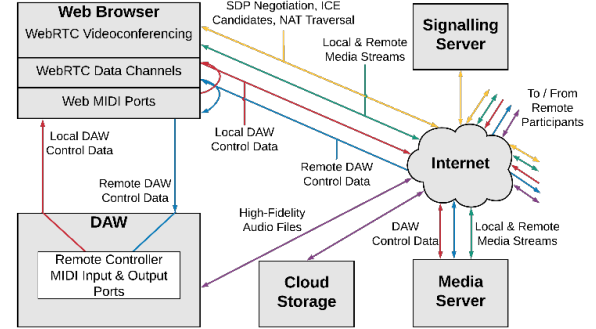 Web Browser
WebRTC Videoconferencing
WebRTC Data Channels
Web MIDI Ports
SDP Negotiation, ICE
Candidates, NAT Traversal
Local & Remote
Media Streams
Signalling
Server
To / From
Remote
Participants
Local DAW
Control Data
Remote DAW
Control Data
Internet
Local DAW
Control Data
Remote DAW
Control Data
DAW
Remote Controller
MIDI Input & Output
Ports
High-Fidelity
Audio Files
DAW
Control Data
Local & Remote
Media Streams
Cloud
Storage
Media
Server